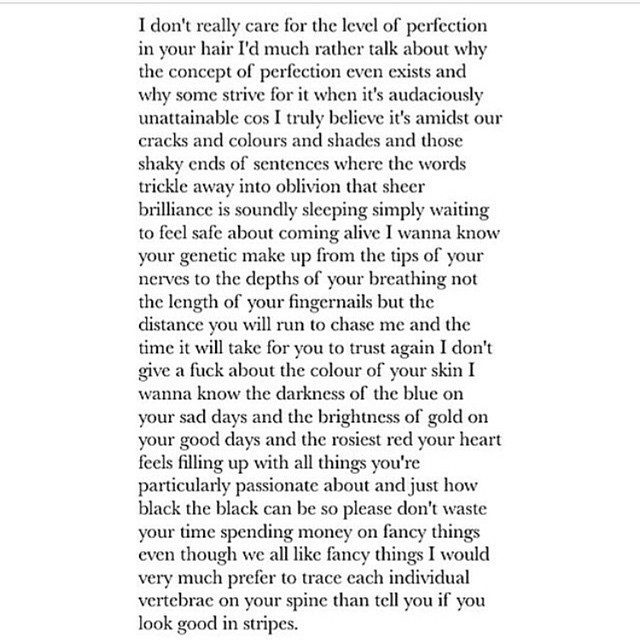 I don't really care for the level of perfection
in your hair I'd much rather talk about why
the concept of perfection even exists and
why some strive for it when it's audaciously
unattainable cos I truly believe it's amidst our
cracks and colours and shades and those
shaky ends of sentences where the words
trickle away into oblivion that sheer
brilliance is soundly sleeping simply waiting
to feel safe about coming alive I wanna know
your genetic make up from the tips of your
nerves to the depths of your breathing not
the length of your fingernails but the
distance you will run to chase me and the
time it will take for you to trust again I don't
give a fuck about the colour of your skin I
wanna know the darkness of the blue on
your sad days and the brightness of gold on
your good days and the rosiest red your heart
feels filling up with all things you're
particularly passionate about and just how
black the black can be so please don't waste
your time spending money on fancy things
even though we all like fancy things I would
very much prefer to trace each individual
vertebrae on your spine than tell you if you
look good in stripes.